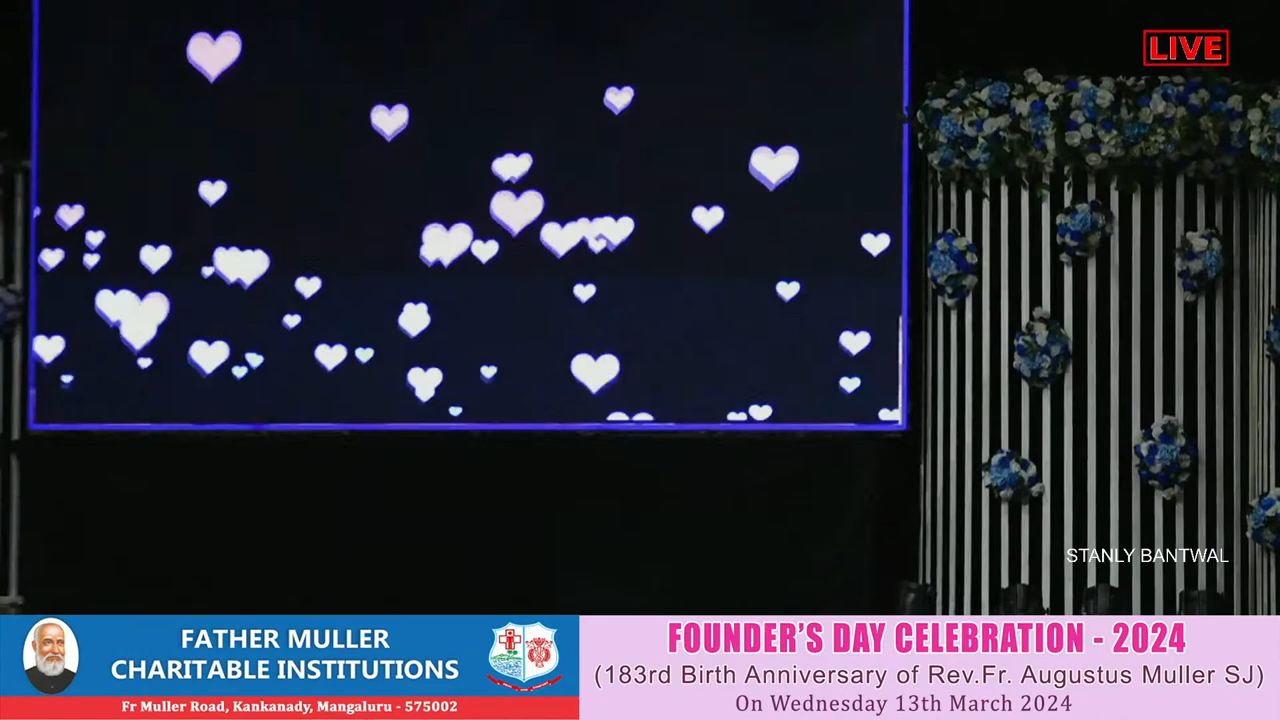 LIVE
STANLY BANTWAL
FATHER MULLER
CHARITABLE INSTITUTIONS
Fr Muller Road, Kankanady, Mangaluru - 575002
FOUNDER'S DAY CELEBRATION - 2024
(183rd Birth Anniversary of Rev.Fr. Augustus Muller SJ)
On Wednesday 13th March 2024